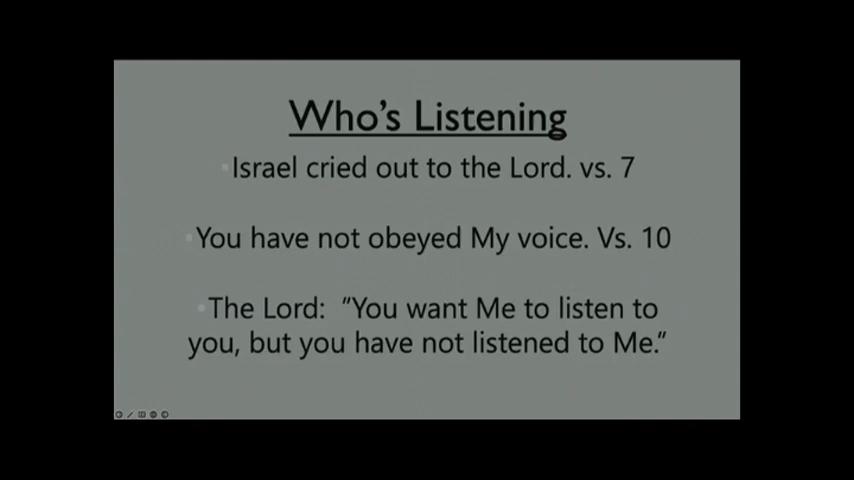 Who’s Listening
▪Israel cried out to the Lord. vs. 7
▪You have not obeyed My voice. Vs. 10
▪The Lord:  “You want Me to listen to
you, but you have not listened to Me.”